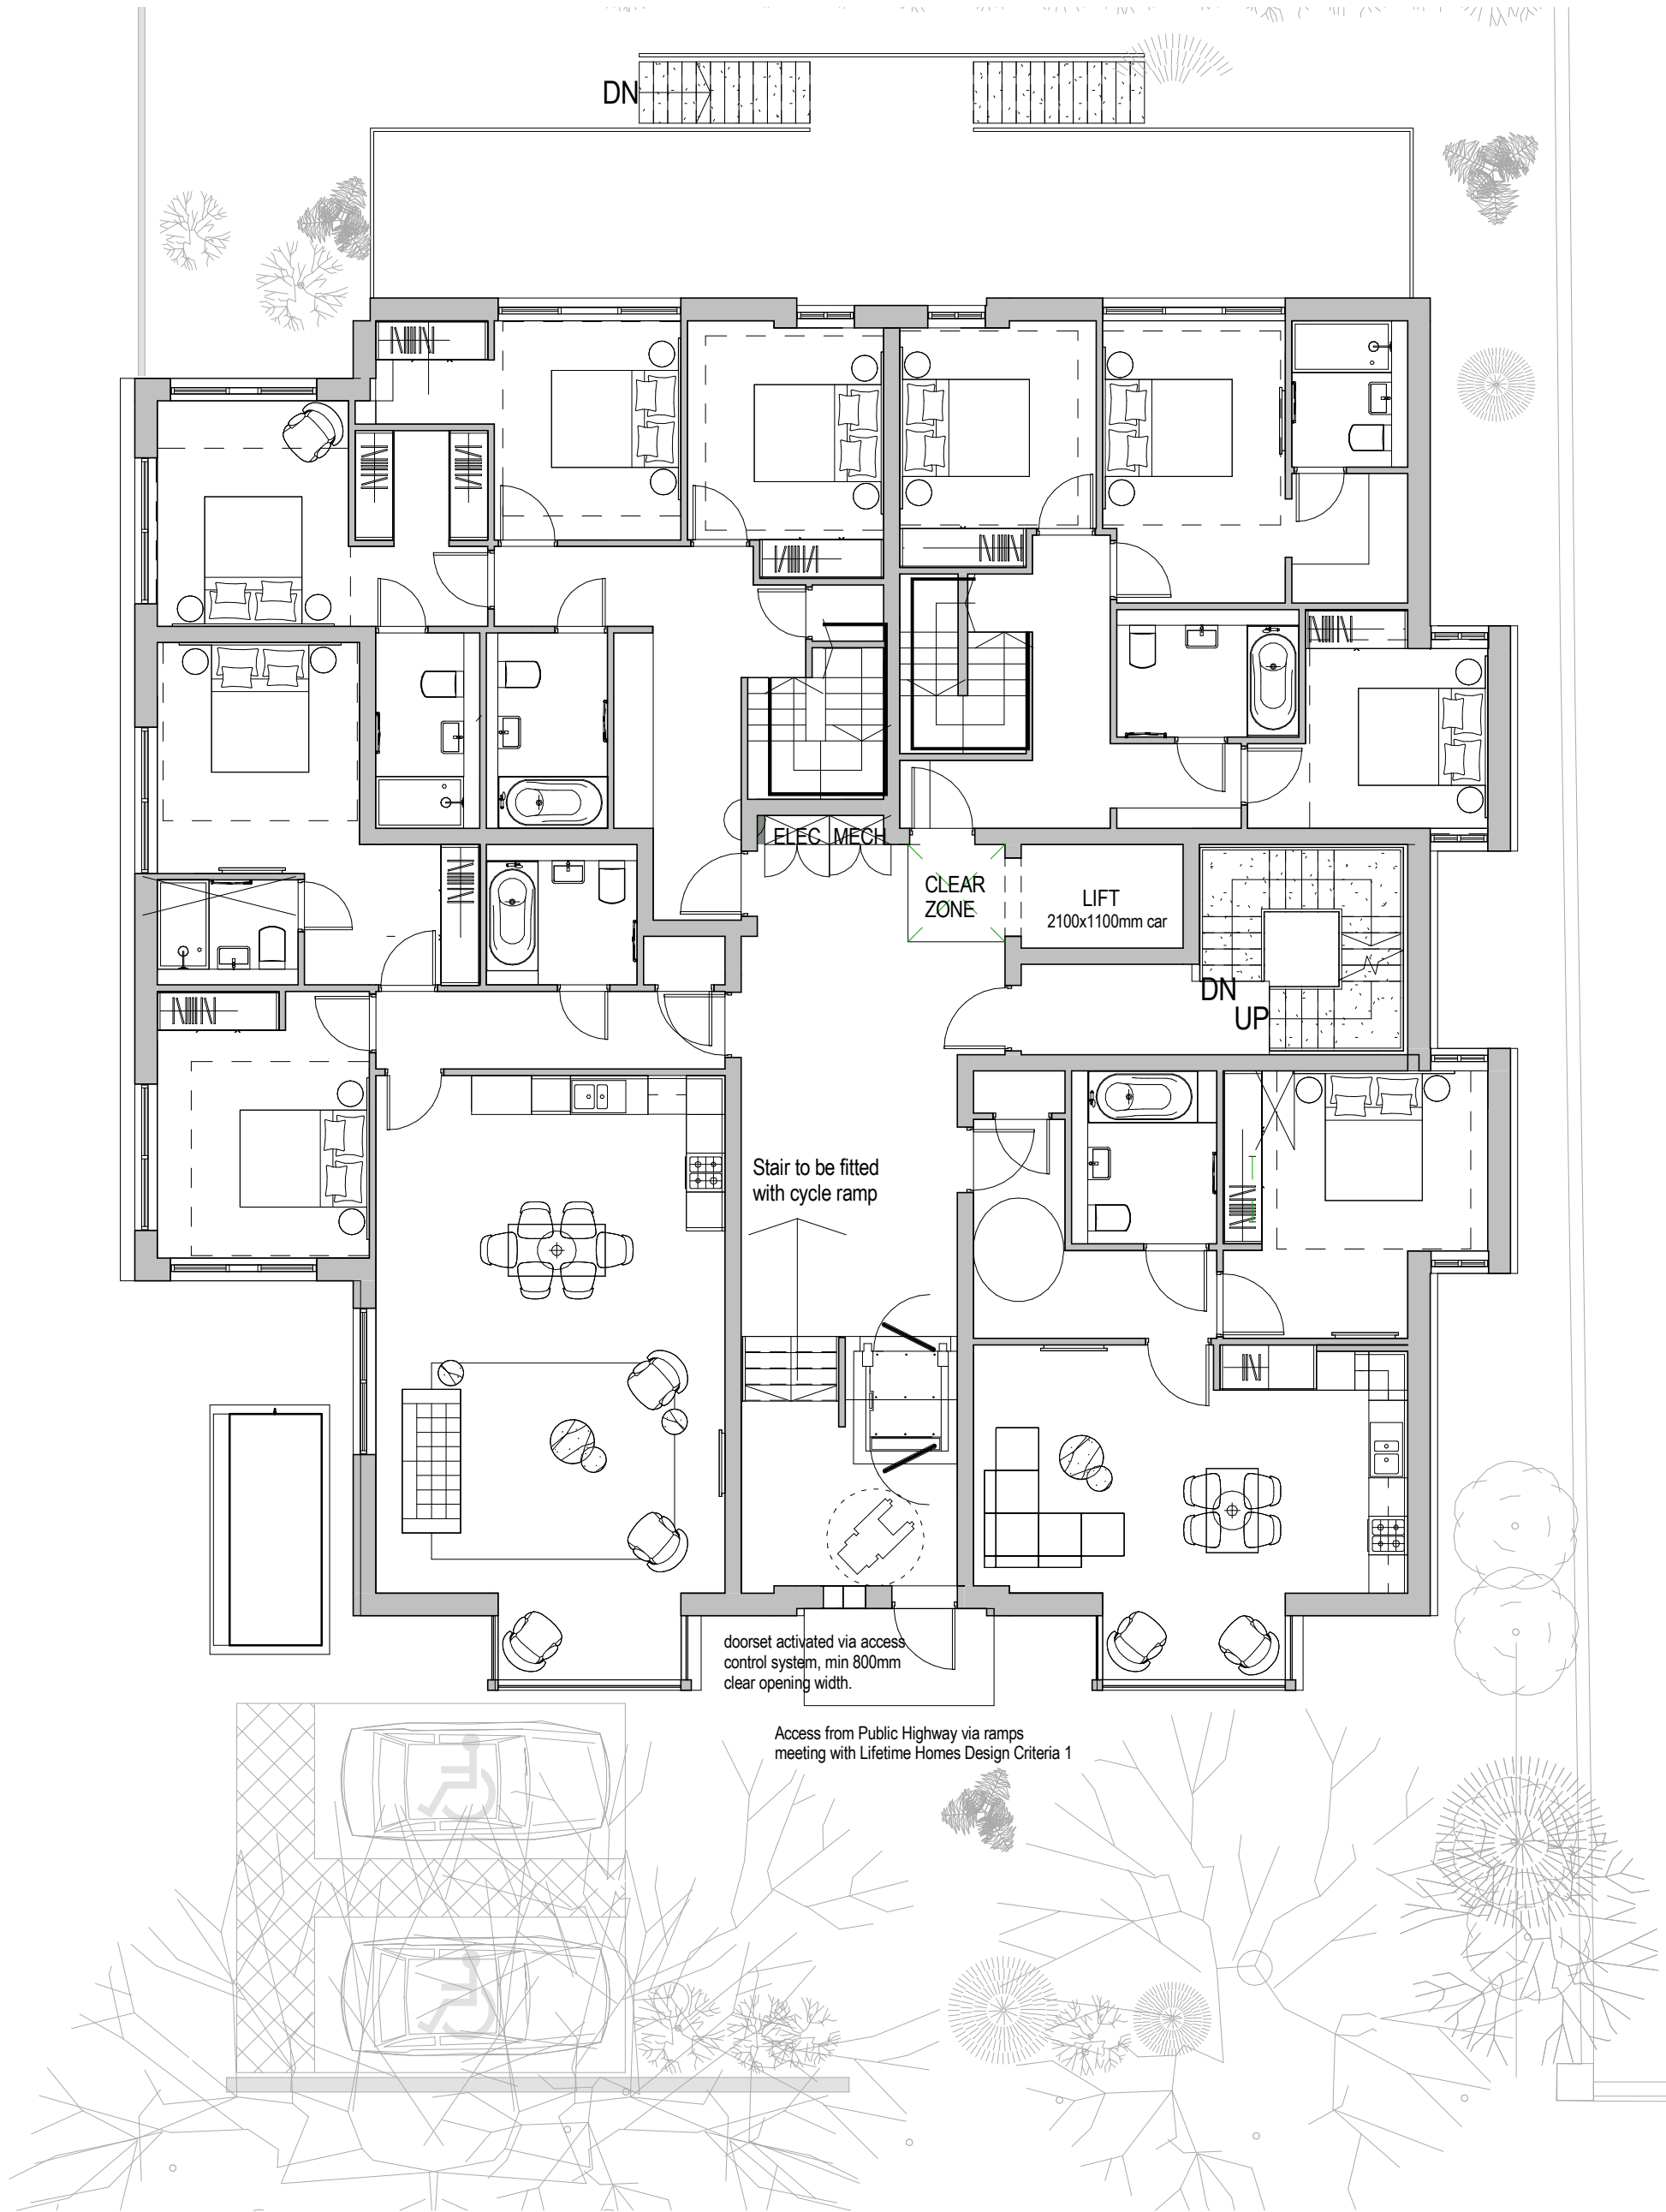 DN
ELEC
MECH
CLEAR
ZONE
LIFT
2100x1100mm car
DN
UP
Stair to be fitted
with cycle ramp
doorset activated via access
control system, min 800mm
clear opening width.
Access from Public Highway via ramps
meeting with Lifetime Homes Design Criteria 1